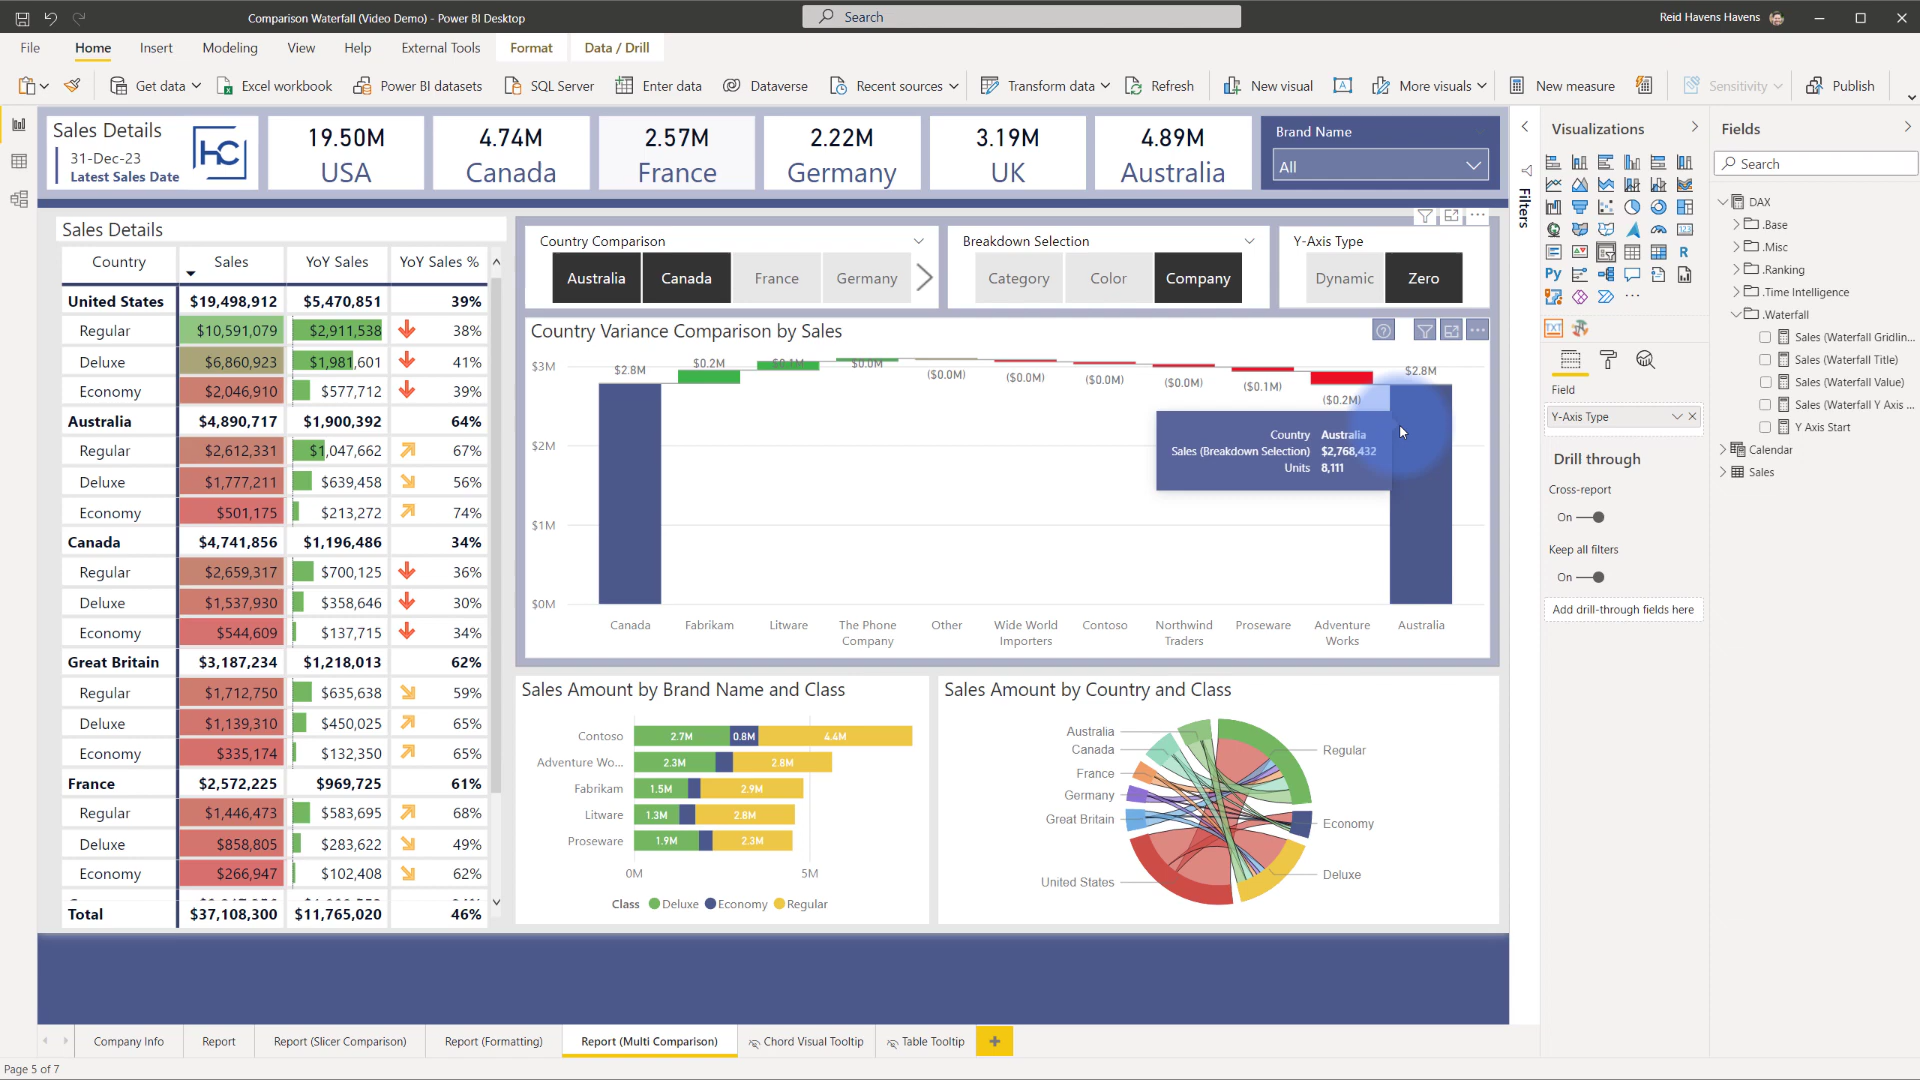 Comparison Waterfall (Video Demo) - Power BI Desktop
Search
Reid Havens Havens
File Home Insert Modeling View Help External Tools Format Data / Drill
Get data Excel workbook Power BI datasets SQL Server Enter data Dataverse Recent sources Transform data Refresh New visual More visuals New measure Sensitivity Publish
Sales Details
31-Dec-23
Latest Sales Date
HC
19.50M
USA
4.74M
Canada
2.57M
France
2.22M
Germany
3.19M
UK
4.89M
Australia
Brand Name
All
Sales Details
Country Sales YoY Sales YoY Sales %
United States $19,498,912 $5,470,851 39%
Regular $10,591,079 $2,911,538 38%
Deluxe $6,860,923 $1,981,601 41%
Economy $2,046,910 $577,712 39%
Australia $4,890,717 $1,900,392 64%
Regular $2,612,331 $1,047,662 67%
Deluxe $1,777,211 $639,458 56%
Economy $501,175 $213,272 74%
Canada $4,741,856 $1,196,486 34%
Regular $2,659,317 $700,125 36%
Deluxe $1,537,930 $358,646 30%
Economy $544,609 $137,715 34%
Great Britain $3,187,234 $1,218,013 62%
Regular $1,712,750 $635,638 59%
Deluxe $1,139,310 $450,025 65%
Economy $335,174 $132,350 65%
France $2,572,225 $969,725 61%
Regular $1,446,473 $583,695 68%
Deluxe $858,805 $283,622 49%
Economy $266,947 $102,408 62%
Total $37,108,300 $11,765,020 46%
Country Comparison
Australia Canada France Germany
Breakdown Selection
Category Color Company
Y-Axis Type
Dynamic Zero
Country Variance Comparison by Sales
$3M
$2M
$1M
$0M
$2.8M $0.2M $0.1M $0.0M ($0.0M) ($0.0M) ($0.0M) ($0.0M) ($0.1M) ($0.2M) $2.8M
Country Australia
Sales (Breakdown Selection) $2,768,432
Units 8,111
Canada Fabrikam Litware The Phone Company Other Wide World Importers Contoso Northwind Traders Proseware Adventure Works Australia
Sales Amount by Brand Name and Class
Contoso 2.7M 0.8M 4.4M
Adventure Wo... 2.3M 2.8M
Fabrikam 1.5M 2.9M
Litware 1.3M 2.8M
Proseware 1.9M 2.3M
0M 5M
Class Deluxe Economy Regular
Sales Amount by Country and Class
Australia
Canada
France
Germany
Great Britain
United States
Regular
Economy
Deluxe
Filters
Visualizations
R
Py
TXT
Field
Y-Axis Type
Drill through
Cross-report
On
Keep all filters
On
Add drill-through fields here
Fields
Search
DAX
.Base
.Misc
.Ranking
.Time Intelligence
.Waterfall
Sales (Waterfall Gridlin...
Sales (Waterfall Title)
Sales (Waterfall Value)
Sales (Waterfall Y Axis ...
Y Axis Start
Calendar
Sales
Company Info Report Report (Slicer Comparison) Report (Formatting) Report (Multi Comparison) Chord Visual Tooltip Table Tooltip +
Page 5 of 7